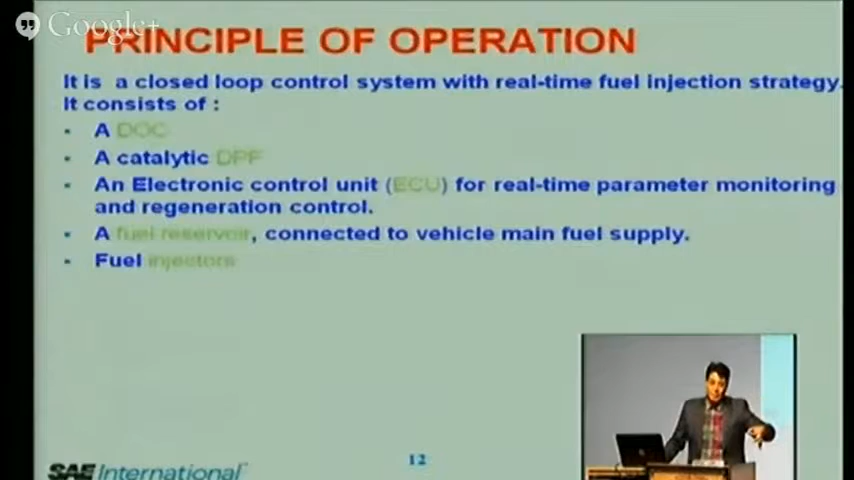 Google+
PRINCIPLE OF OPERATION
It is a closed loop control system with real-time fuel injection strategy.
It consists of :
• A DOC
• A catalytic DPF
• An Electronic control unit (ECU) for real-time parameter monitoring
and regeneration control.
• A fuel reservoir, connected to vehicle main fuel supply.
• Fuel injectors
12
SAE International